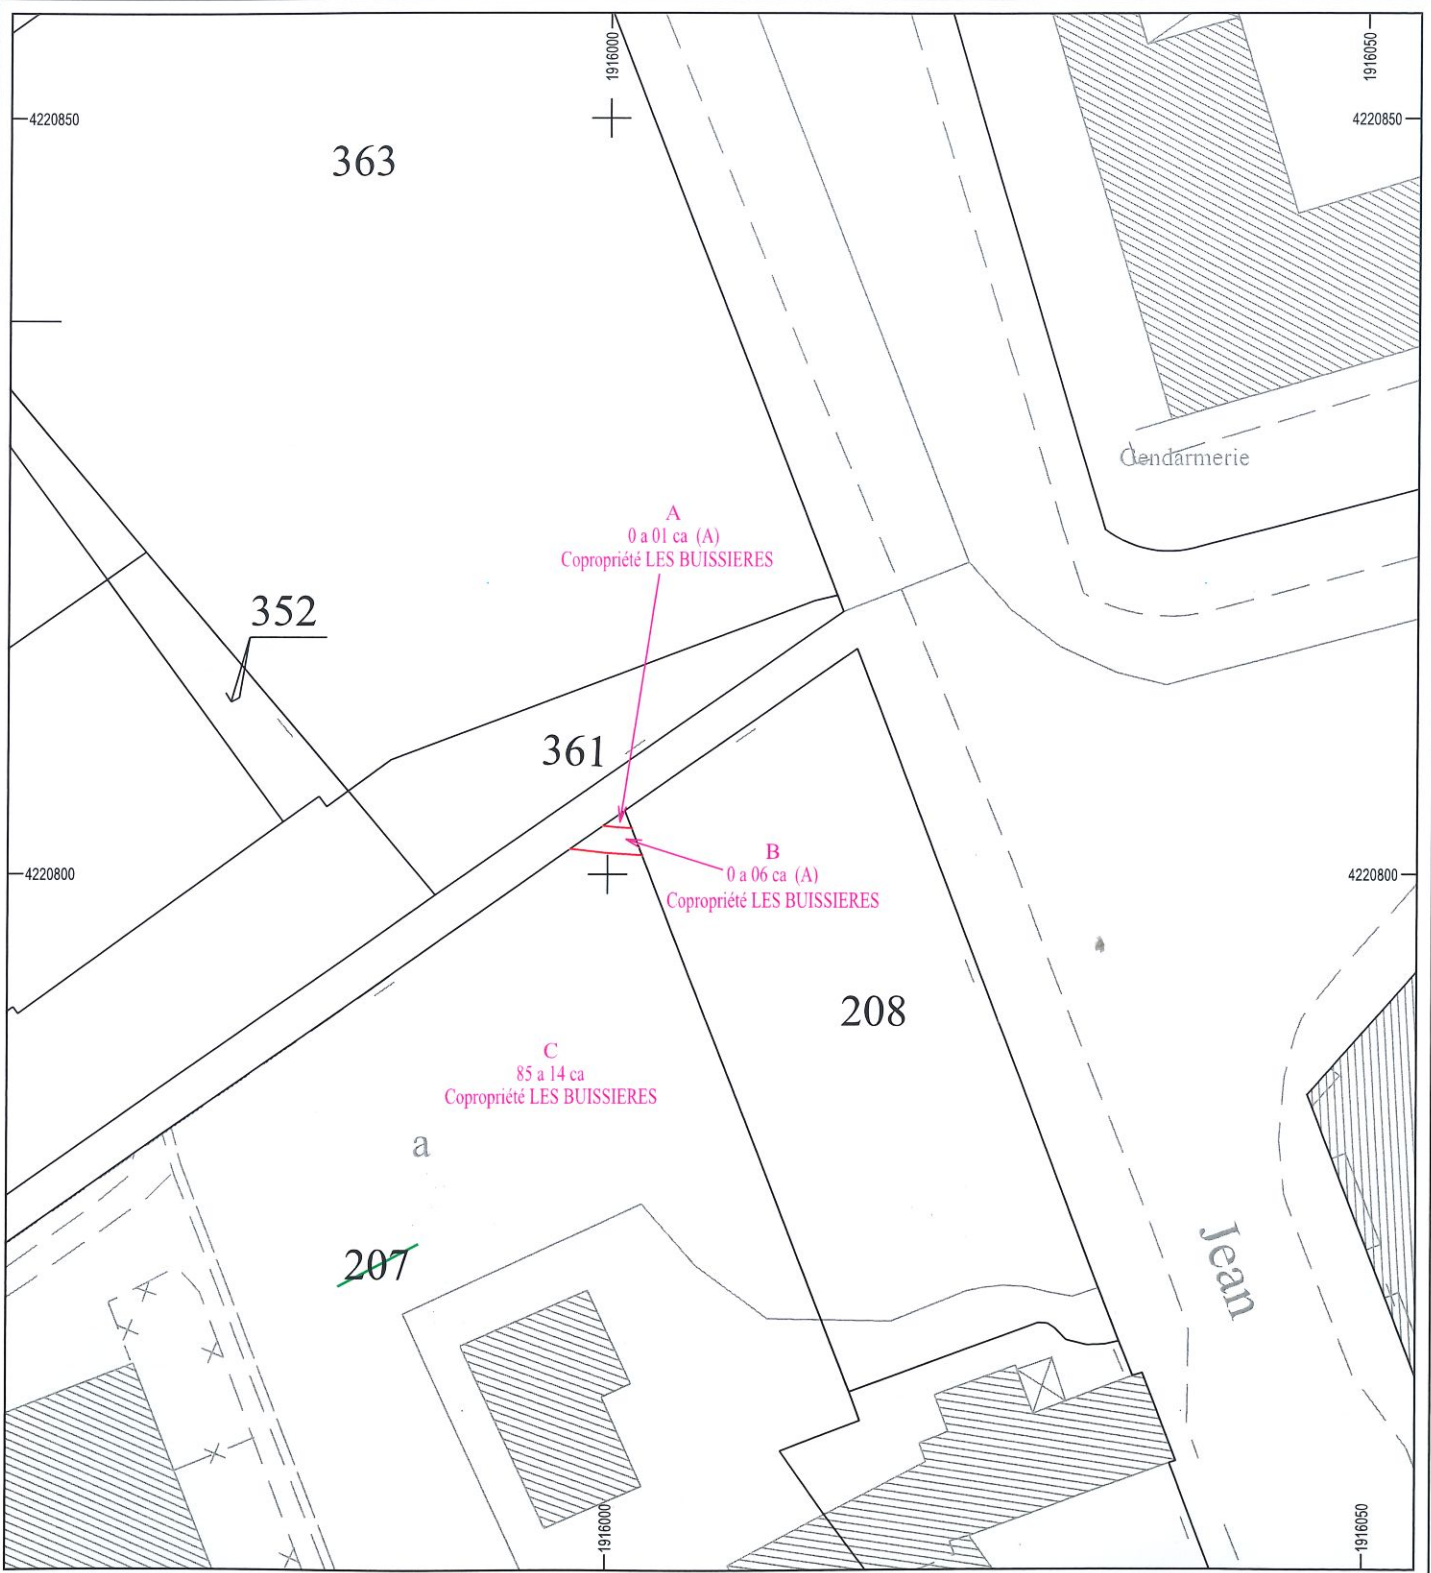 1916000
1916050
4220850
4220850
363
Gendarmerie
A
0 a 01 ca (A)
Copropriété LES BUISSIERES
352
361
B
0 a 06 ca (A)
Copropriété LES BUISSIERES
4220800
4220800
208
C
85 a 14 ca
Copropriété LES BUISSIERES
a
207
Jean
1916000
1916050